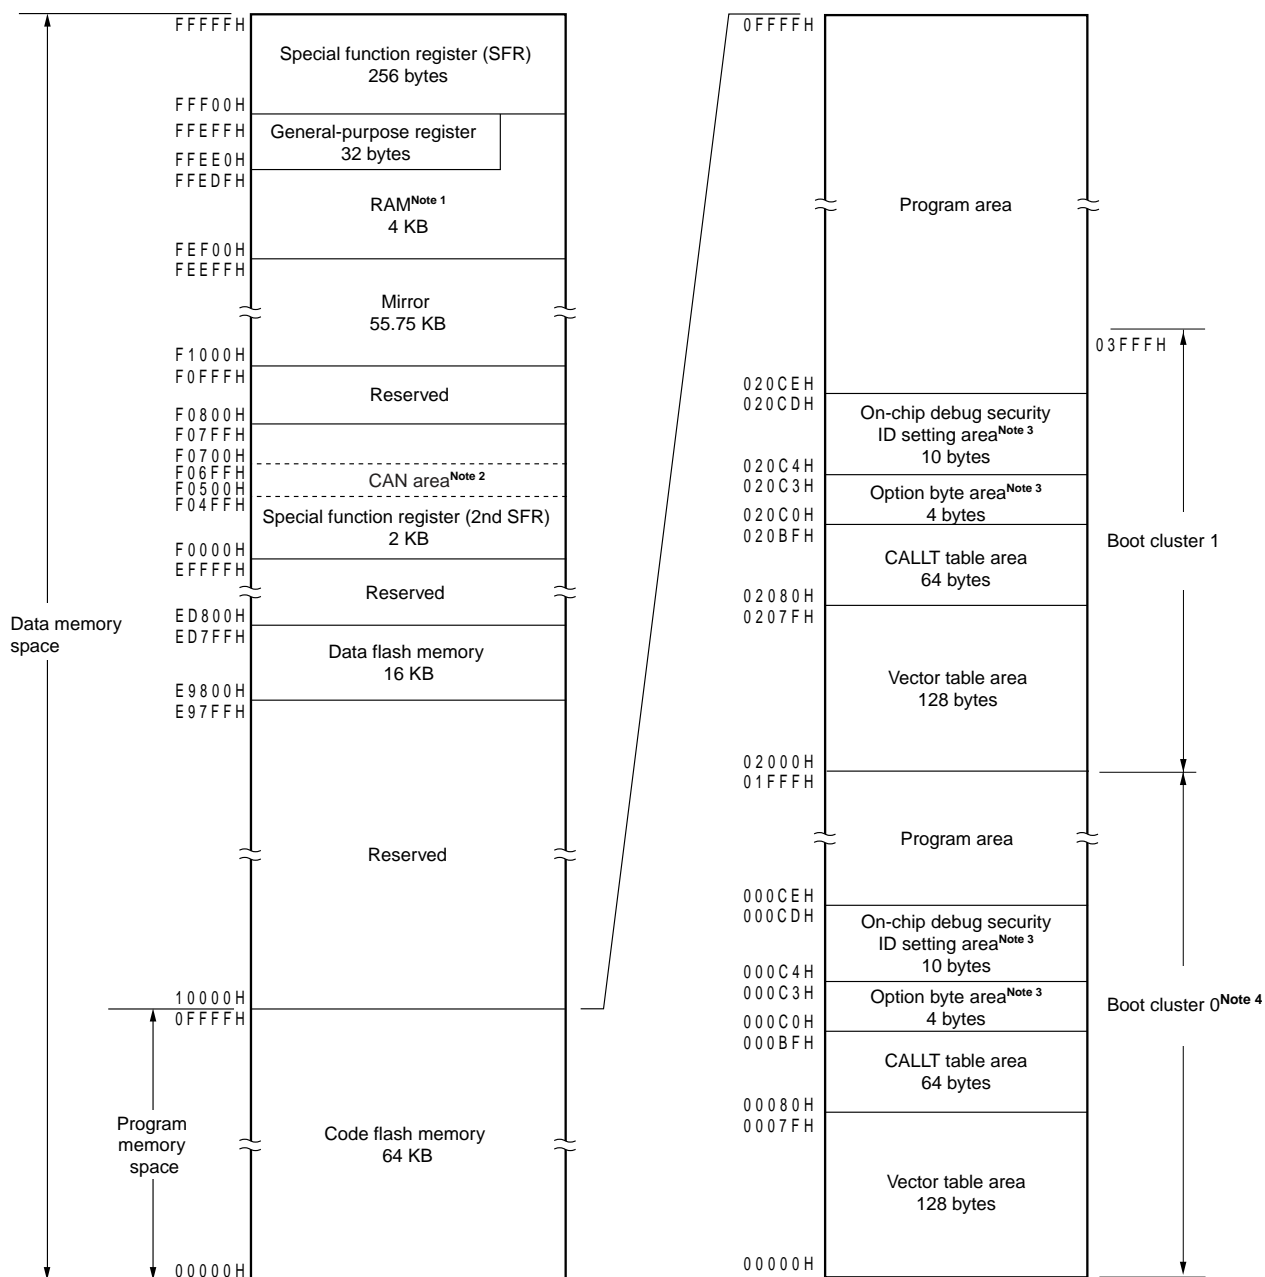 FFFFFH
Special function register (SFR)
256 bytes
FFF00H
FFEFFH
General-purpose register
32 bytes
FFEE0H
FFEDFH
RAMNote 1
4 KB
FEF00H
FEEFFH
Mirror
55.75 KB
F1000H
F0FFFH
Reserved
F0800H
F07FFH
F0700H
F06FFH
CAN areaNote 2
F0500H
F04FFH
Special function register (2nd SFR)
2 KB
F0000H
EFFFFH
Reserved
ED800H
ED7FFH
Data memory
space
Data flash memory
16 KB
E9800H
E97FFH
Reserved
10000H
0FFFFH
Program
memory
space
Code flash memory
64 KB
00000H
0FFFFH
Program area
03FFFH
020CEH
020CDH
On-chip debug security
ID setting areaNote 3
10 bytes
020C4H
020C3H
Option byte areaNote 3
4 bytes
020C0H
020BFH
Boot cluster 1
CALLT table area
64 bytes
02080H
0207FH
Vector table area
128 bytes
02000H
01FFFH
Program area
000CEH
000CDH
On-chip debug security
ID setting areaNote 3
10 bytes
000C4H
000C3H
Option byte areaNote 3
4 bytes
Boot cluster 0Note 4
000C0H
000BFH
CALLT table area
64 bytes
00080H
0007FH
Vector table area
128 bytes
00000H